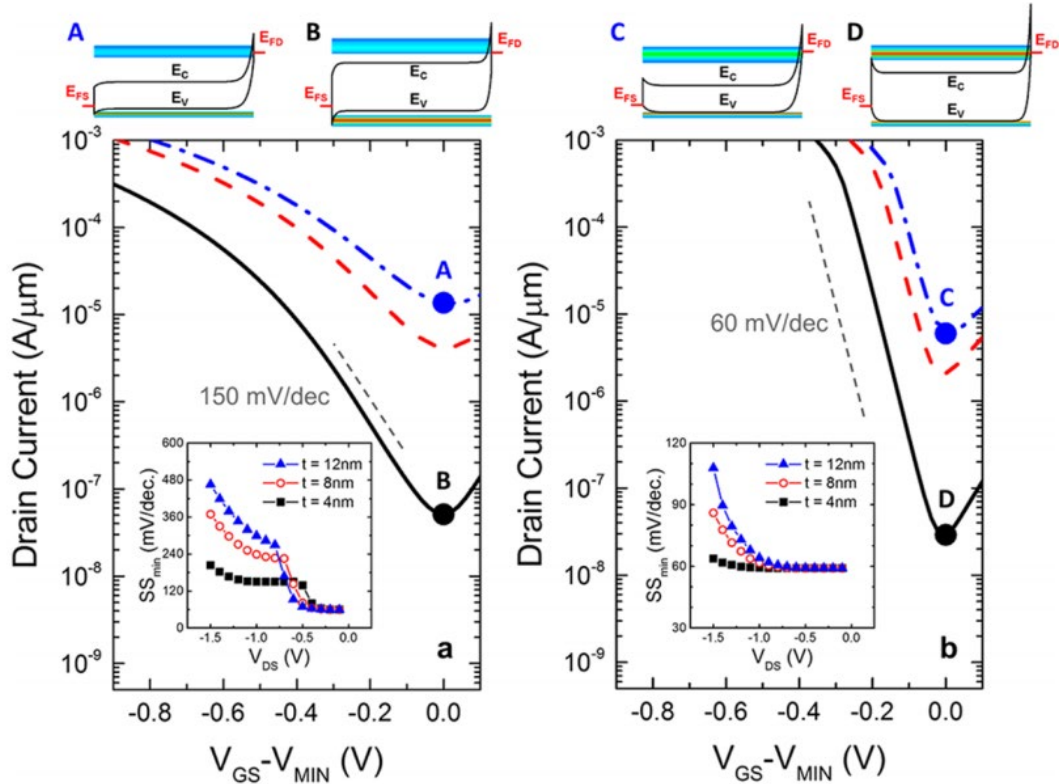 A B C D
E_FD E_FD E_FD E_FD
E_C E_C E_C E_C
E_FS E_FS E_FS E_FS
E_V E_V E_V E_V
Drain Current (A/μm)
10⁻³
10⁻⁴
10⁻⁵
10⁻⁶
10⁻⁷
10⁻⁸
10⁻⁹
A
150 mV/dec
B
SS_min (mV/dec.)
600
480
360
240
120
0
t = 12nm
t = 8nm
t = 4nm
-1.5 -1.0 -0.5 0.0
V_DS (V)
a
-0.8 -0.6 -0.4 -0.2 0.0
V_GS-V_MIN (V)
Drain Current (A/μm)
10⁻³
10⁻⁴
10⁻⁵
10⁻⁶
10⁻⁷
10⁻⁸
10⁻⁹
60 mV/dec
C
D
SS_min (mV/dec.)
120
90
60
30
t = 12nm
t = 8nm
t = 4nm
-1.5 -1.0 -0.5 0.0
V_DS (V)
b
-0.8 -0.6 -0.4 -0.2 0.0
V_GS-V_MIN (V)